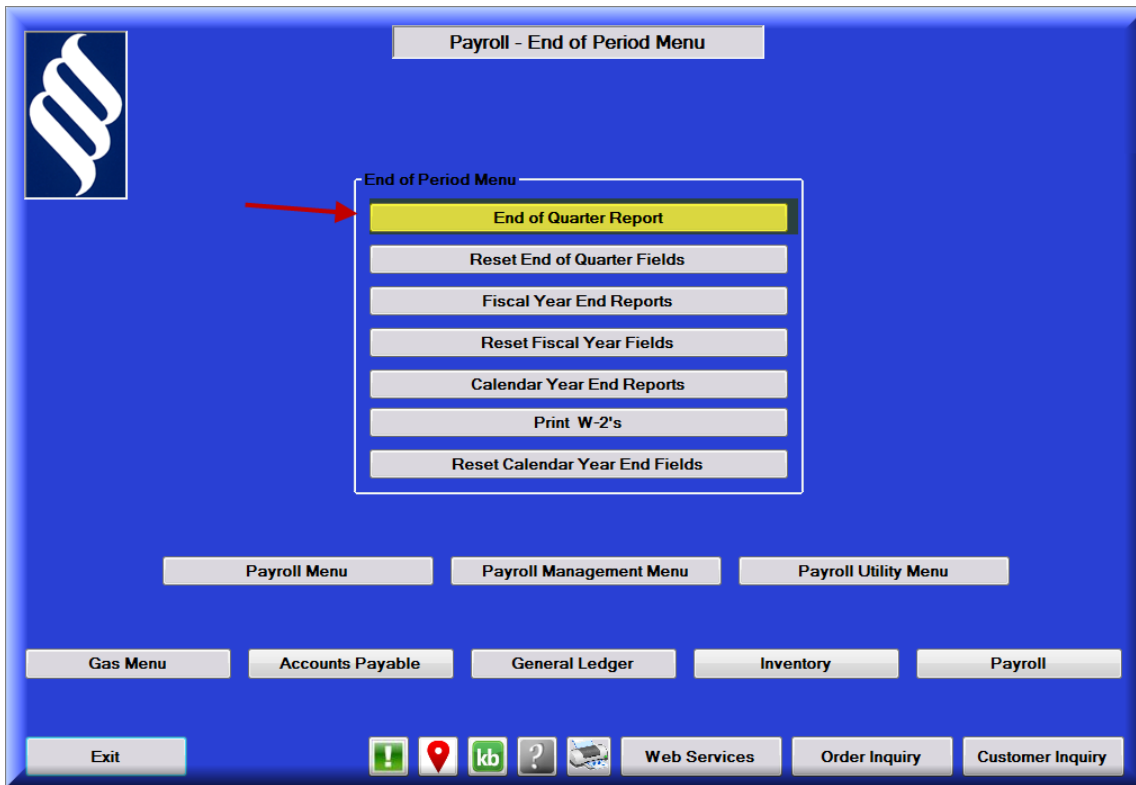 Payroll - End of Period Menu
End of Period Menu
End of Quarter Report
Reset End of Quarter Fields
Fiscal Year End Reports
Reset Fiscal Year Fields
Calendar Year End Reports
Print W-2's
Reset Calendar Year End Fields
Payroll Menu
Payroll Management Menu
Payroll Utility Menu
Gas Menu
Accounts Payable
General Ledger
Inventory
Payroll
Exit
!
kb
?
Web Services
Order Inquiry
Customer Inquiry